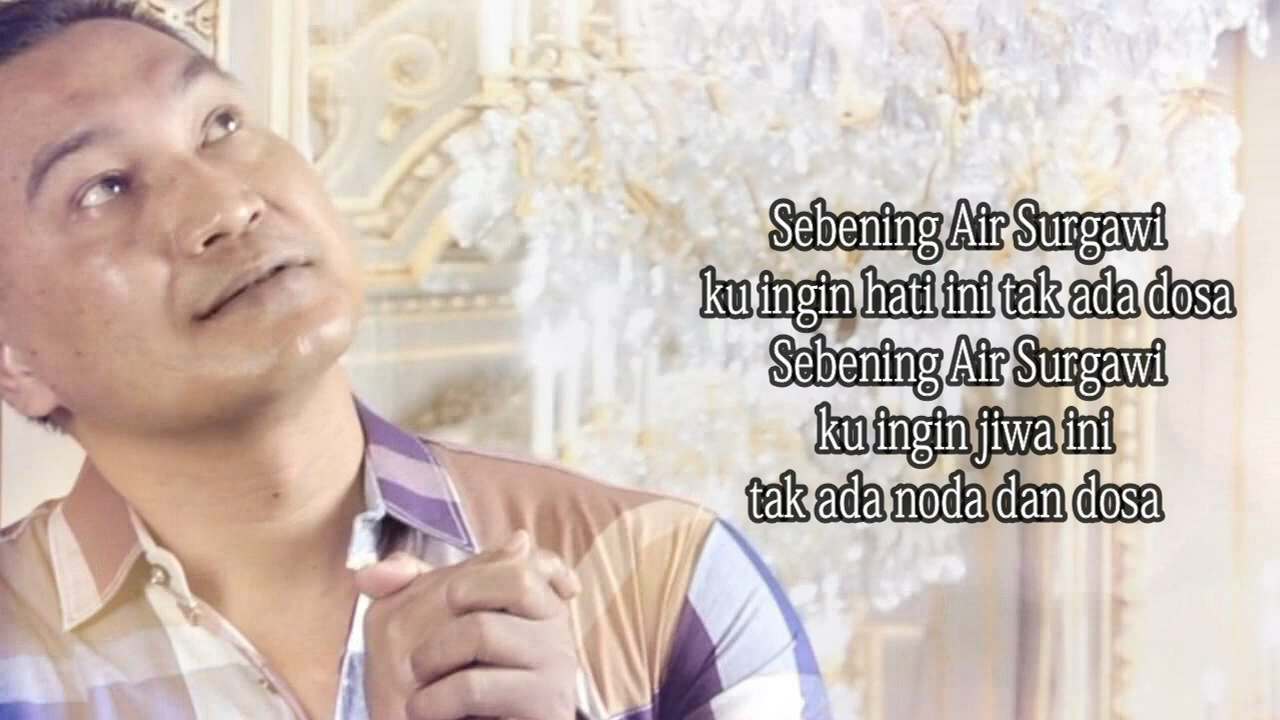 Sebening Air Surgawi
ku ingin hati ini tak ada dosa
Sebening Air Surgawi
ku ingin jiwa ini
tak ada noda dan dosa